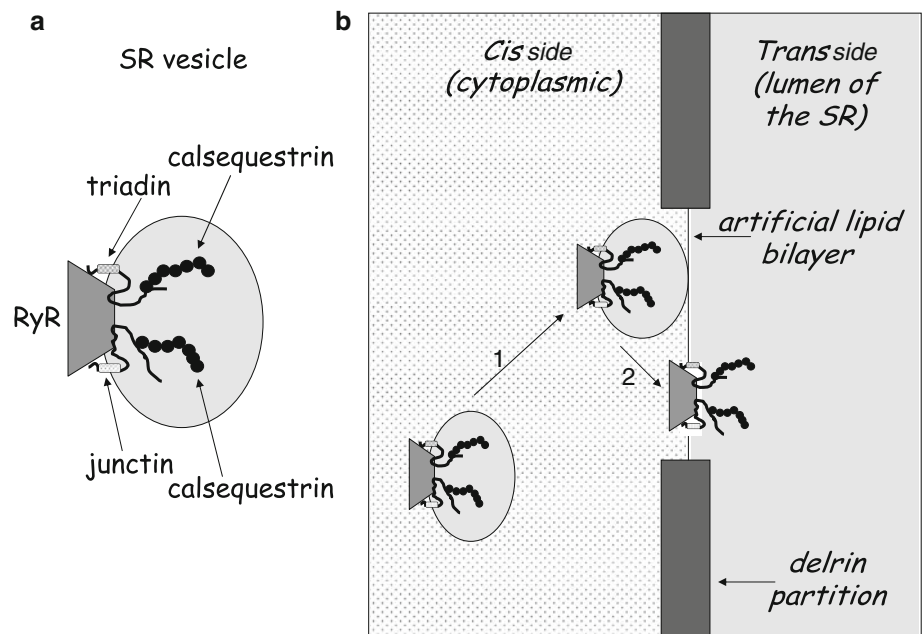 a
SR vesicle
calsequestrin
triadin
RyR
junctin
calsequestrin
b
Cis side
(cytoplasmic)
Trans side
(lumen of
the SR)
artificial lipid
bilayer
1
2
delrin
partition